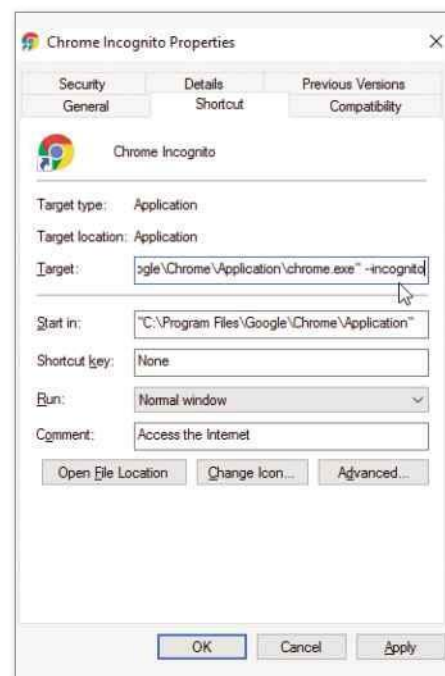 Chrome Incognito Properties
Security Details Previous Versions
General Shortcut Compatibility
Chrome Incognito
Target type: Application
Target location: Application
Target: ogle\Chrome\Application\chrome.exe" --incognito
Start in: "C:\Program Files\Google\Chrome\Application"
Shortcut key: None
Run: Normal window
Comment: Access the Internet
Open File Location Change Icon... Advanced...
OK Cancel Apply